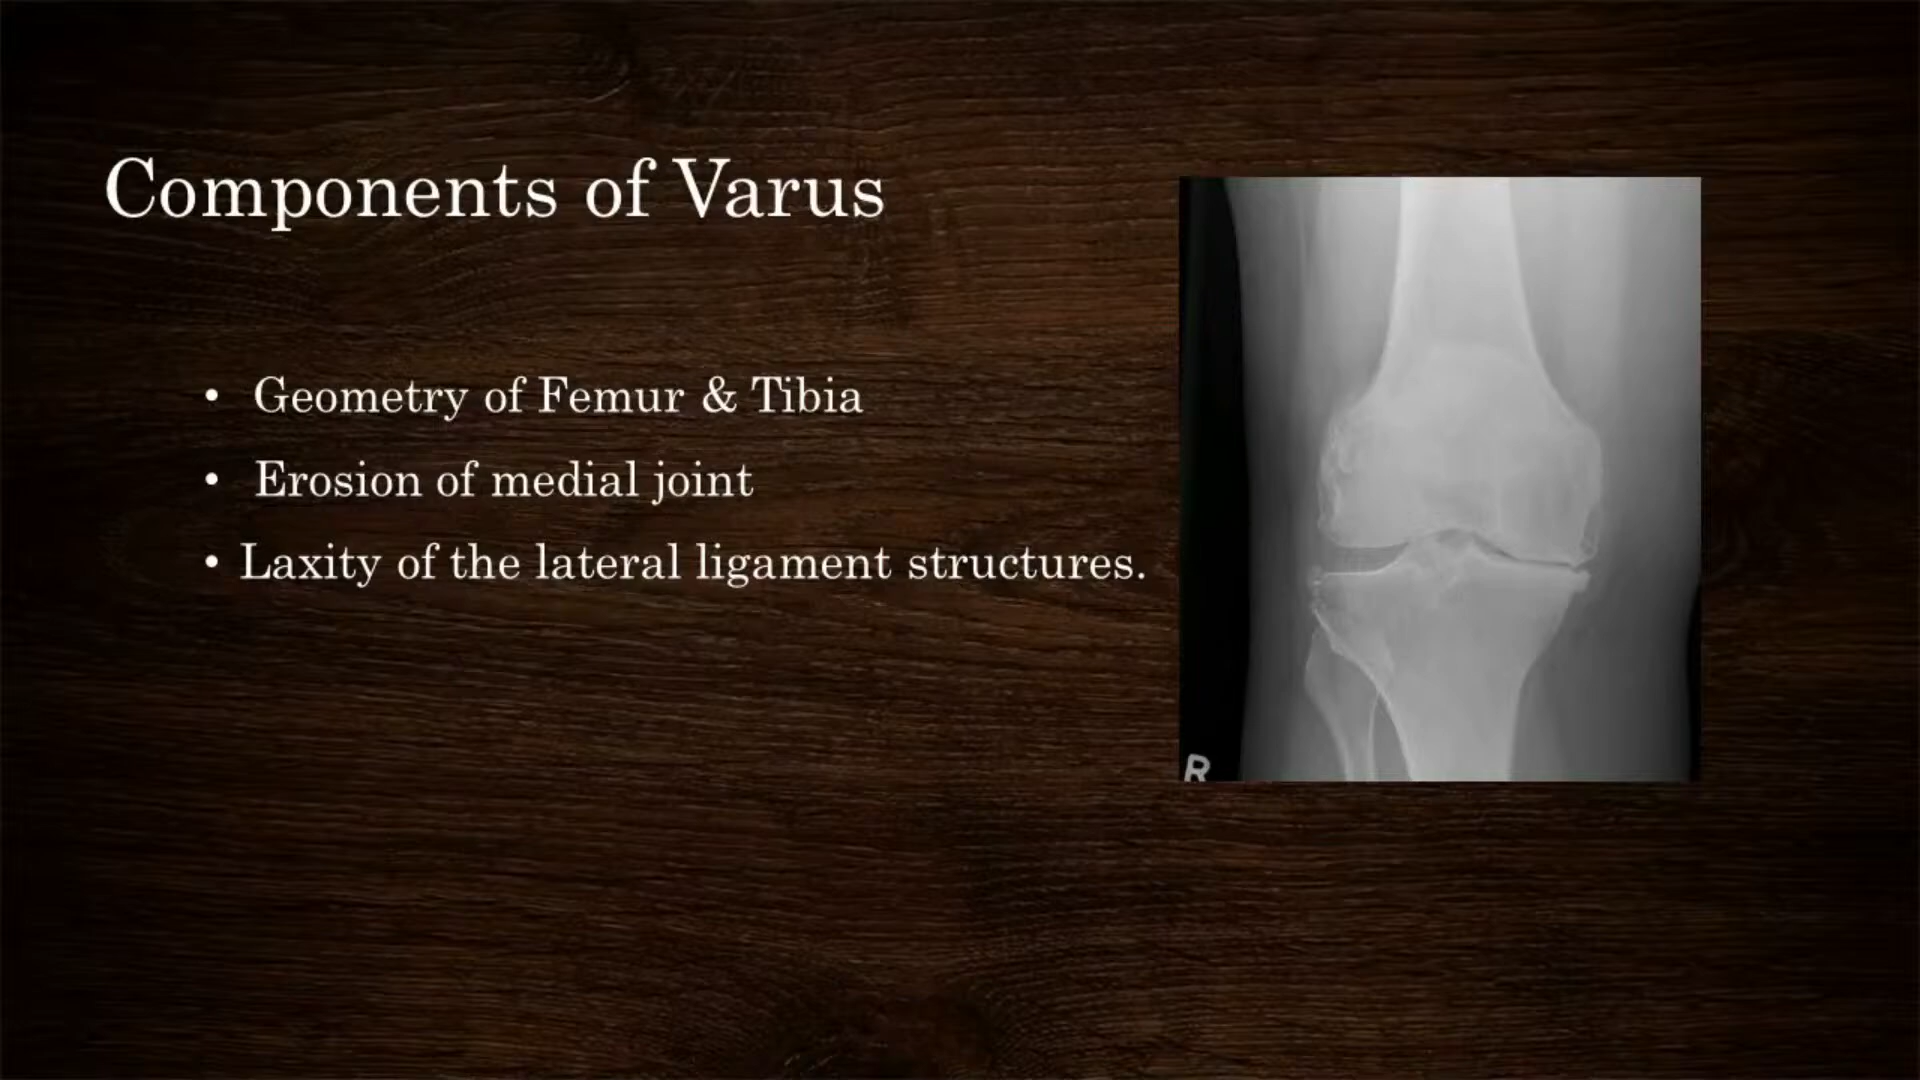 Components of Varus
• Geometry of Femur & Tibia
• Erosion of medial joint
• Laxity of the lateral ligament structures.
R